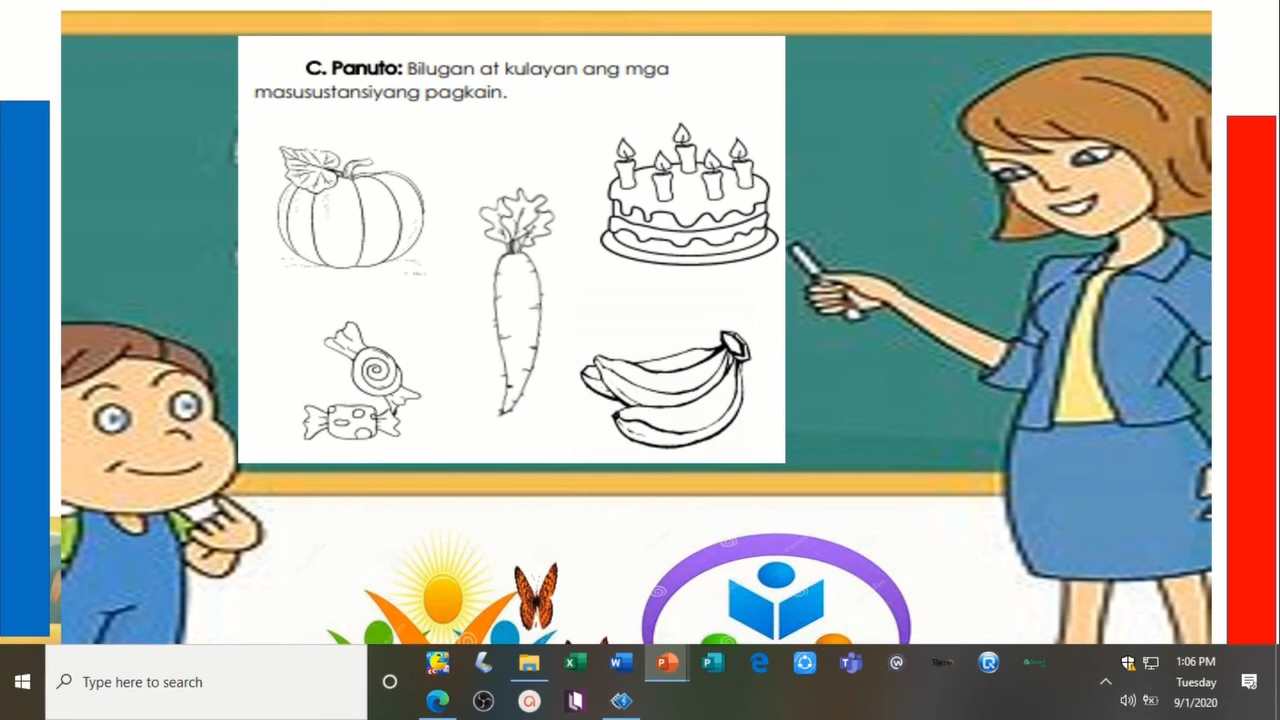 C. Panuto: Bilugan at kulayan ang mga
masusustansiyang pagkain.
Type here to search
1:06 PM
Tuesday
9/1/2020